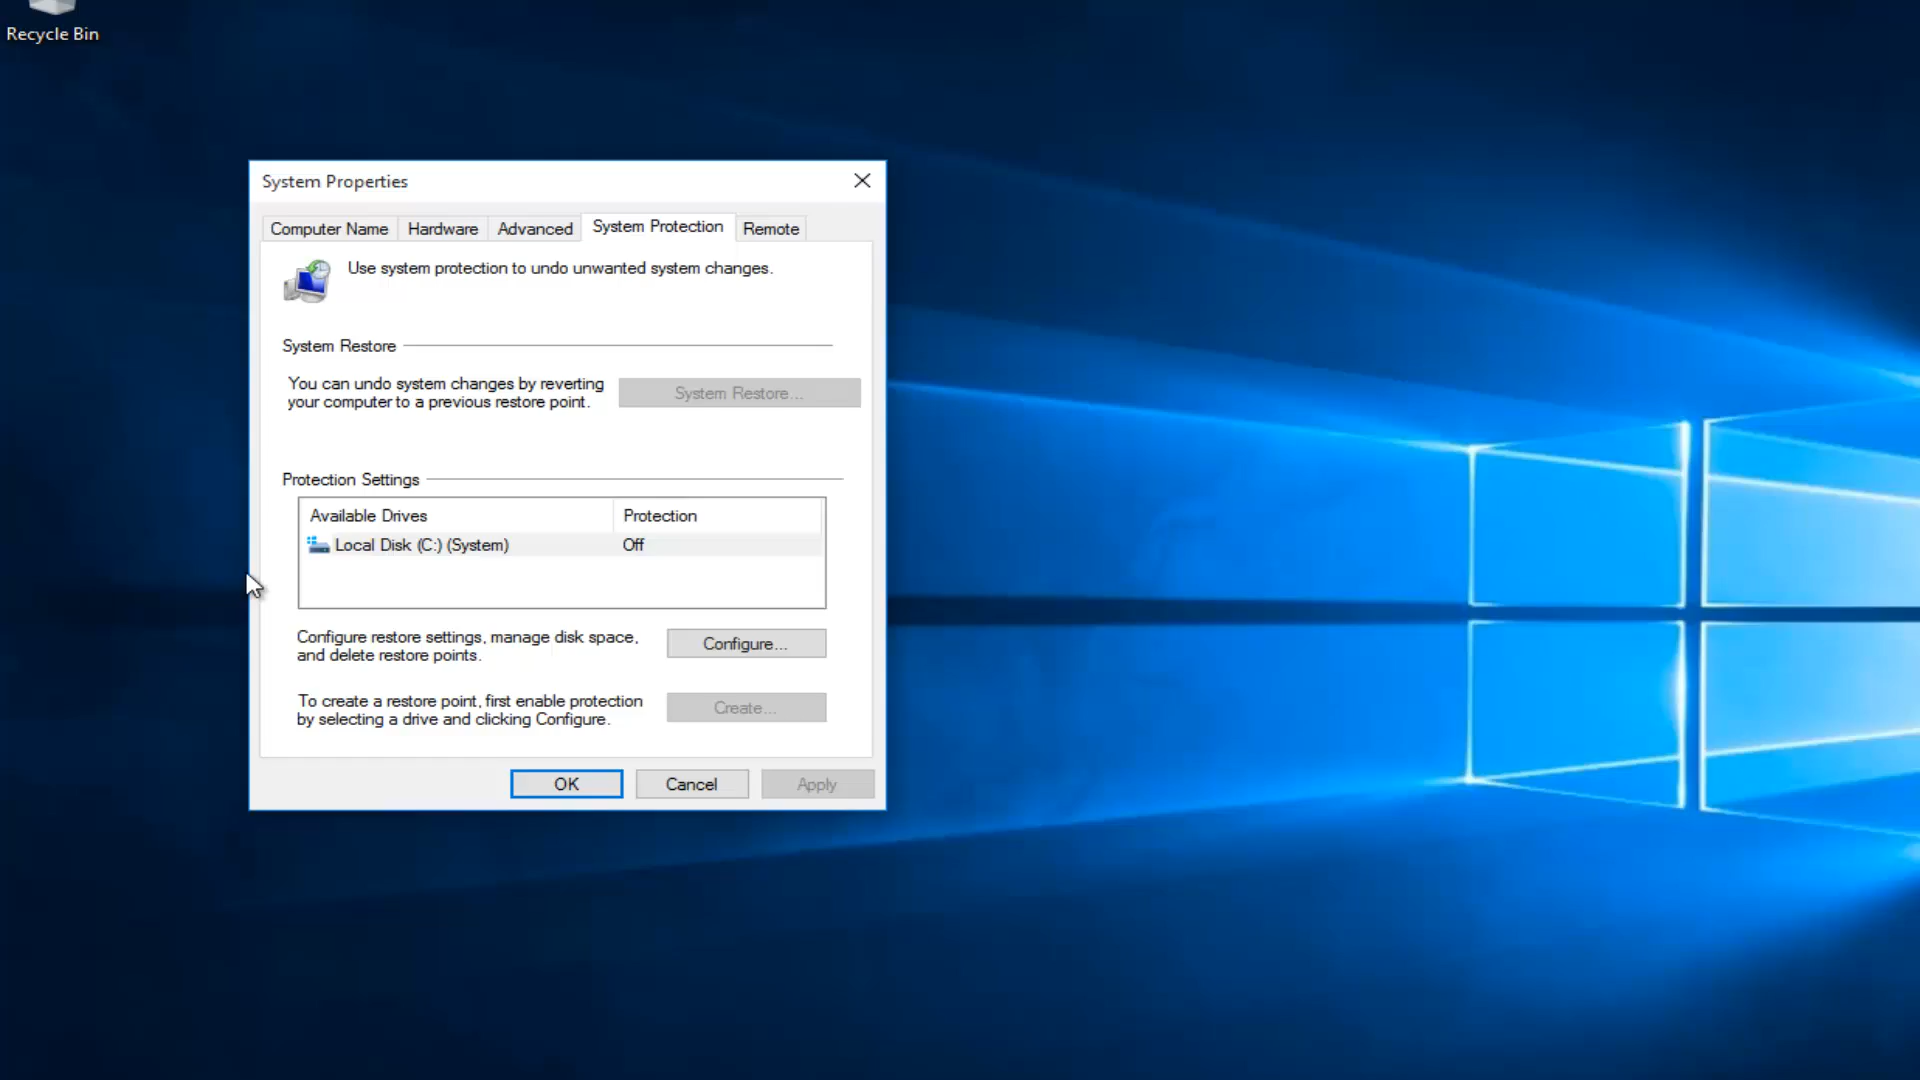 Recycle Bin
System Properties
Computer Name
Hardware
Advanced
System Protection
Remote
Use system protection to undo unwanted system changes.
System Restore
You can undo system changes by reverting
your computer to a previous restore point.
System Restore...
Protection Settings
Available Drives
Protection
Local Disk (C:) (System)
Off
Configure restore settings, manage disk space,
and delete restore points.
Configure...
To create a restore point, first enable protection
by selecting a drive and clicking Configure.
Create...
OK
Cancel
Apply